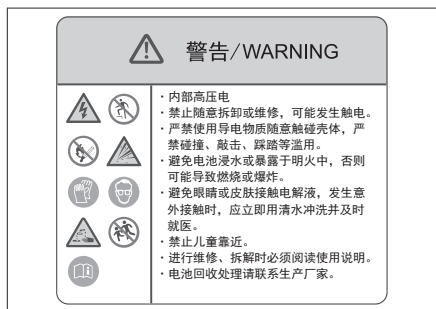 警告/WARNING
·内部高压电
·禁止随意拆卸或维修，可能发生触电。
·严禁使用导电物质随意触碰壳体，严
禁碰撞、敲击、踩踏等滥用。
·避免电池浸水或暴露于明火中，否则
可能导致燃烧或爆炸。
·避免眼睛或皮肤接触电解液，发生意
外接触时，应立即用清水冲洗并及时
就医。
·禁止儿童靠近。
·进行维修、拆解时必须阅读使用说明。
·电池回收处理请联系生产厂家。